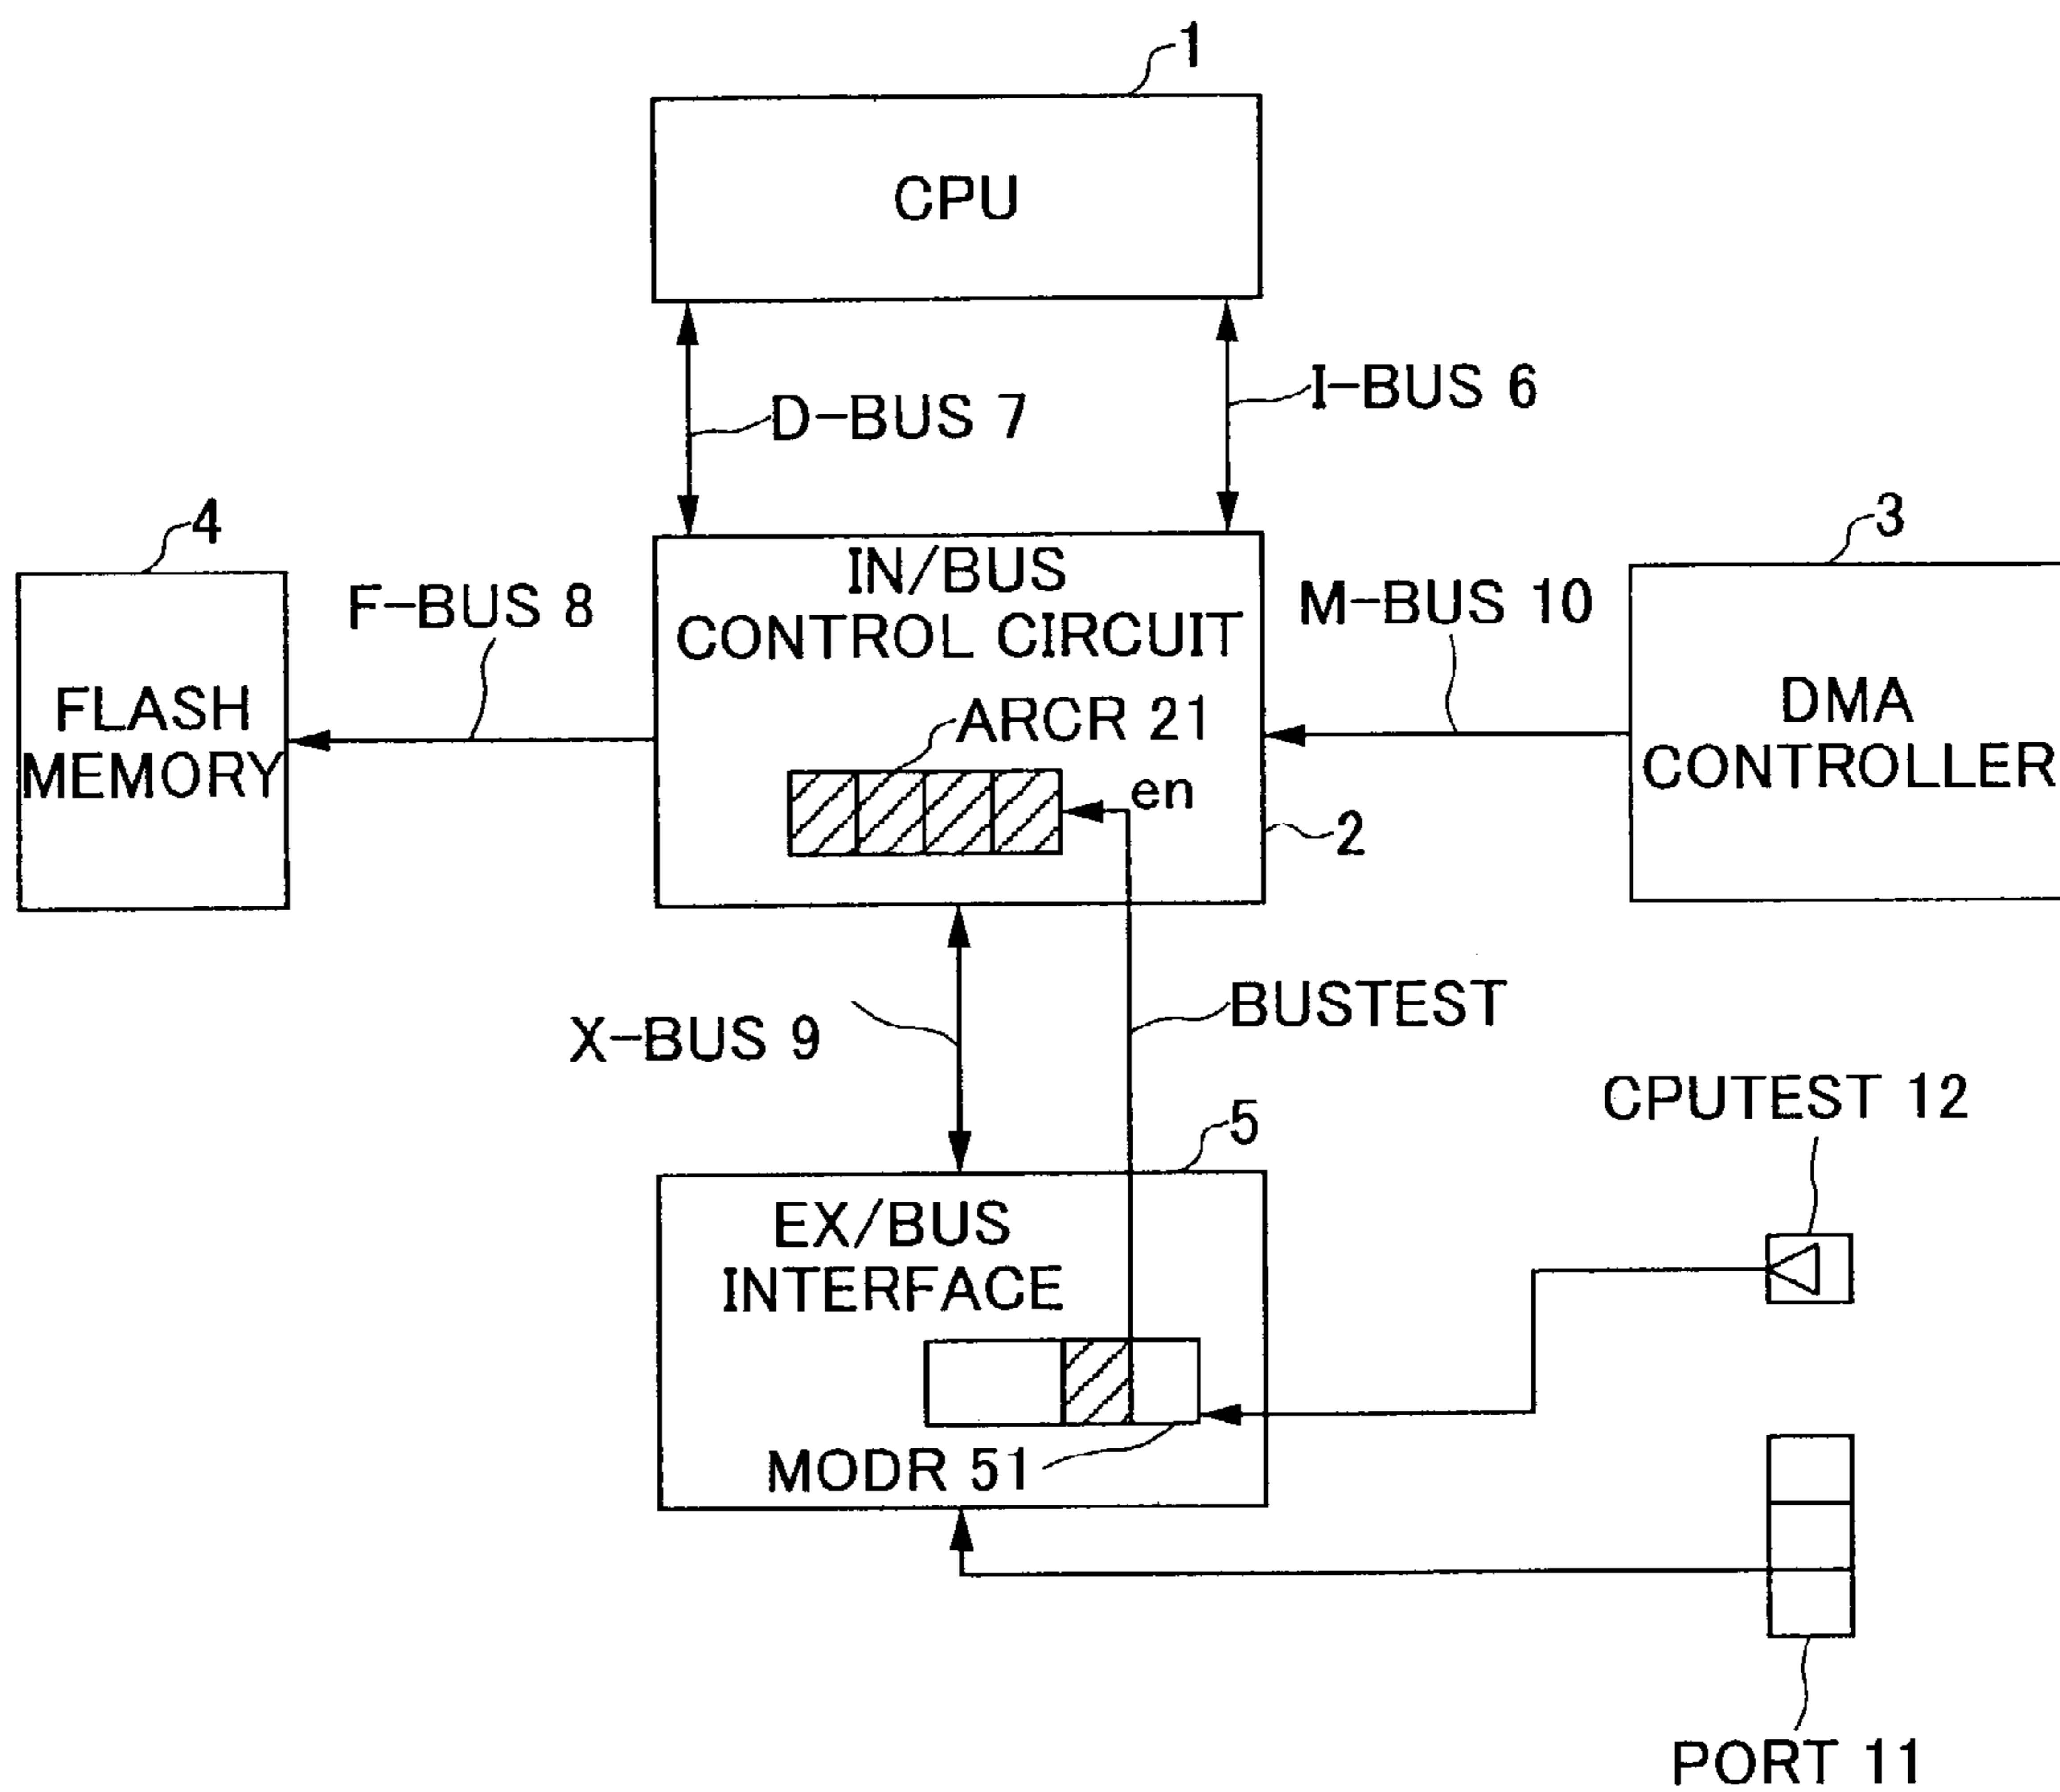 1
CPU
D-BUS 7
I-BUS 6
4
3
F-BUS 8
IN/BUS
CONTROL CIRCUIT
M-BUS 10
FLASH
MEMORY
ARCR 21
DMA
CONTROLLER
en
2
X-BUS 9
BUSTEST
CPUTEST 12
5
EX/BUS
INTERFACE
MODR 51
PORT 11